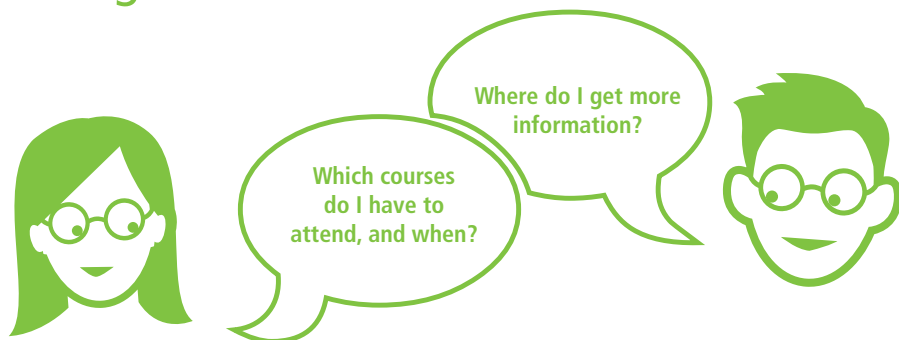 Where do I get more
information?
Which courses
do I have to
attend, and when?